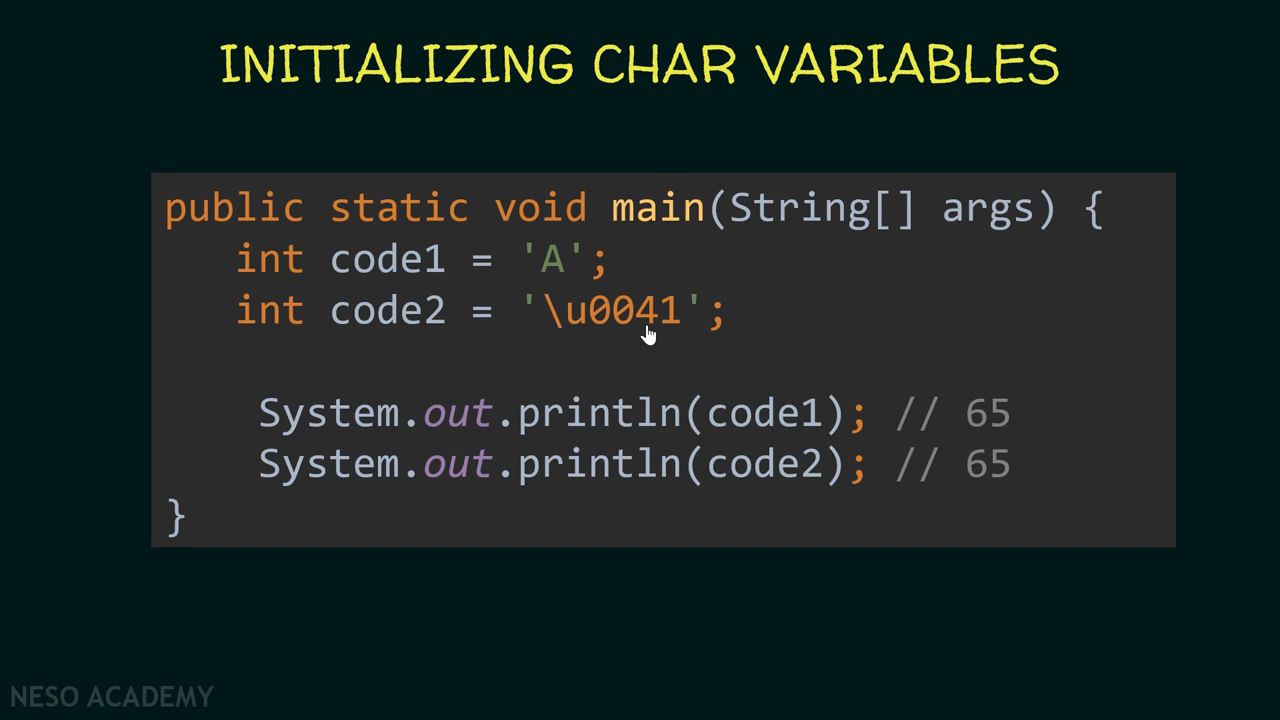 INITIALIZING CHAR VARIABLES
public static void main(String[] args) {
int code1 = 'A';
int code2 = '\u0041';
System.out.println(code1); // 65
System.out.println(code2); // 65
}
NESO ACADEMY